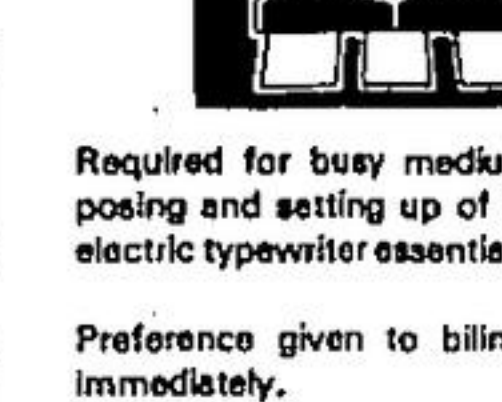 Required for busy mediu
posing and setting up of
electric typewriter essentia
Preference given to bilin
immediately.